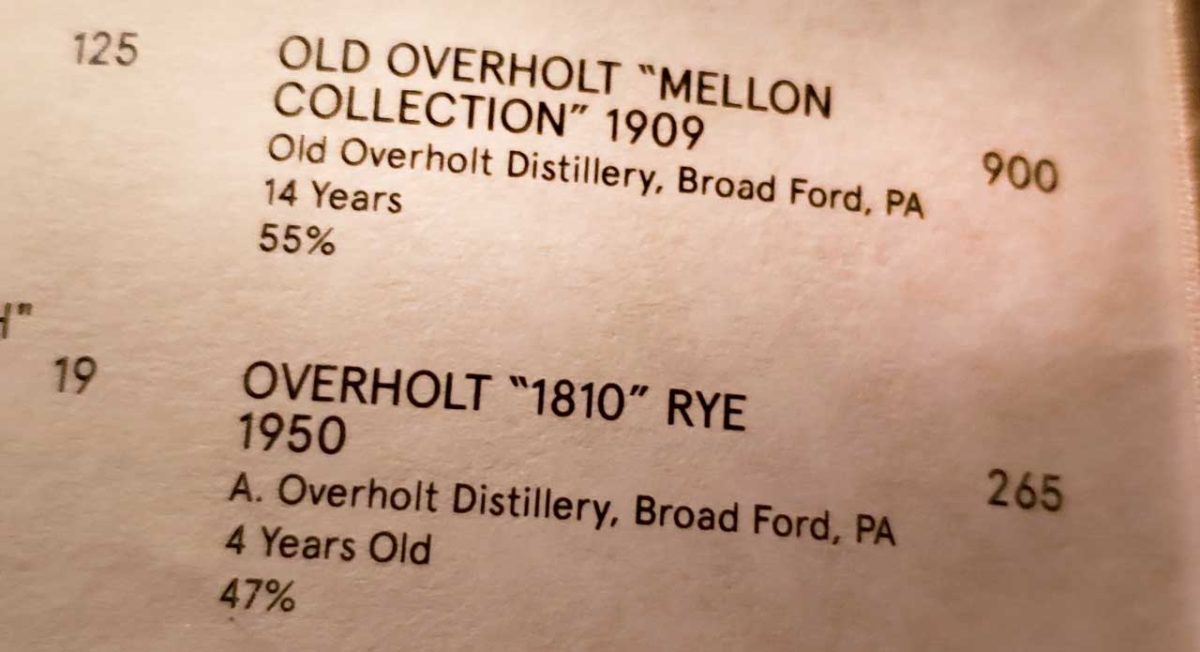 125
OLD OVERHOLT "MELLON
COLLECTION" 1909
Old Overholt Distillery, Broad Ford, PA
900
14 Years
55%
19
OVERHOLT "1810" RYE
1950
A. Overholt Distillery, Broad Ford, PA
265
4 Years Old
47%